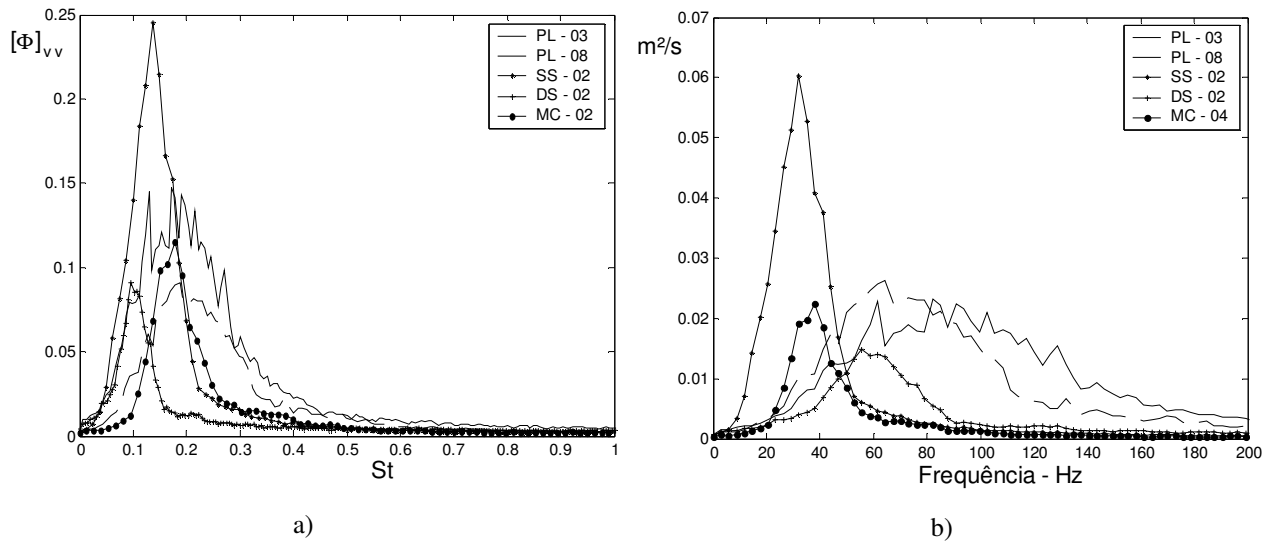 0.25
[Φ]vv
0.2
0.15
0.1
0.05
0
0 0.1 0.2 0.3 0.4 0.5 0.6 0.7 0.8 0.9 1
St
PL - 03
PL - 08
SS - 02
DS - 02
MC - 02
a)
0.07
m²/s
0.06
0.05
0.04
0.03
0.02
0.01
0
0 20 40 60 80 100 120 140 160 180 200
Frequência - Hz
PL - 03
PL - 08
SS - 02
DS - 02
MC - 04
b)